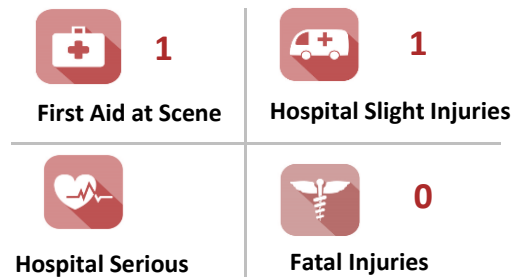 1
First Aid at Scene
1
Hospital Slight Injuries
Hospital Serious
0
Fatal Injuries